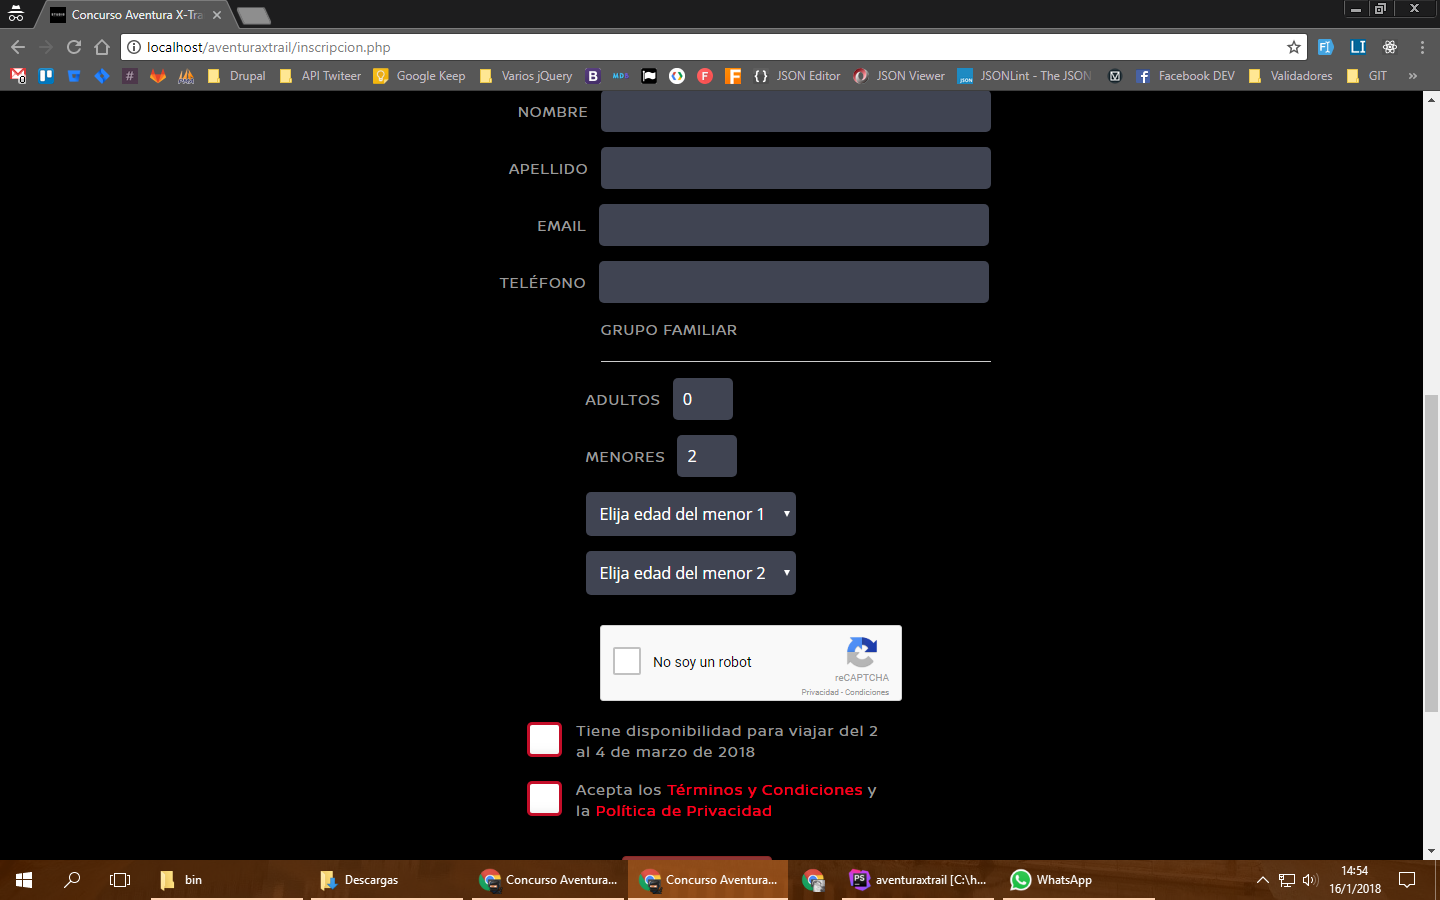 Concurso Aventura X-Tra
localhost/aventuraxtrail/inscripcion.php
Drupal
API Twiteer
Google Keep
Varios jQuery
JSON Editor
JSON Viewer
JSONLint - The JSON
Facebook DEV
Validadores
GIT
»
NOMBRE
APELLIDO
EMAIL
TELÉFONO
GRUPO FAMILIAR
ADULTOS 0
MENORES 2
Elija edad del menor 1
Elija edad del menor 2
No soy un robot
reCAPTCHA
Privacidad - Condiciones
Tiene disponibilidad para viajar del 2
al 4 de marzo de 2018
Acepta los Términos y Condiciones y
la Política de Privacidad
bin
Descargas
Concurso Aventura...
Concurso Aventura...
PS
aventuraxtrail [C:\h...
WhatsApp
14:54
16/1/2018